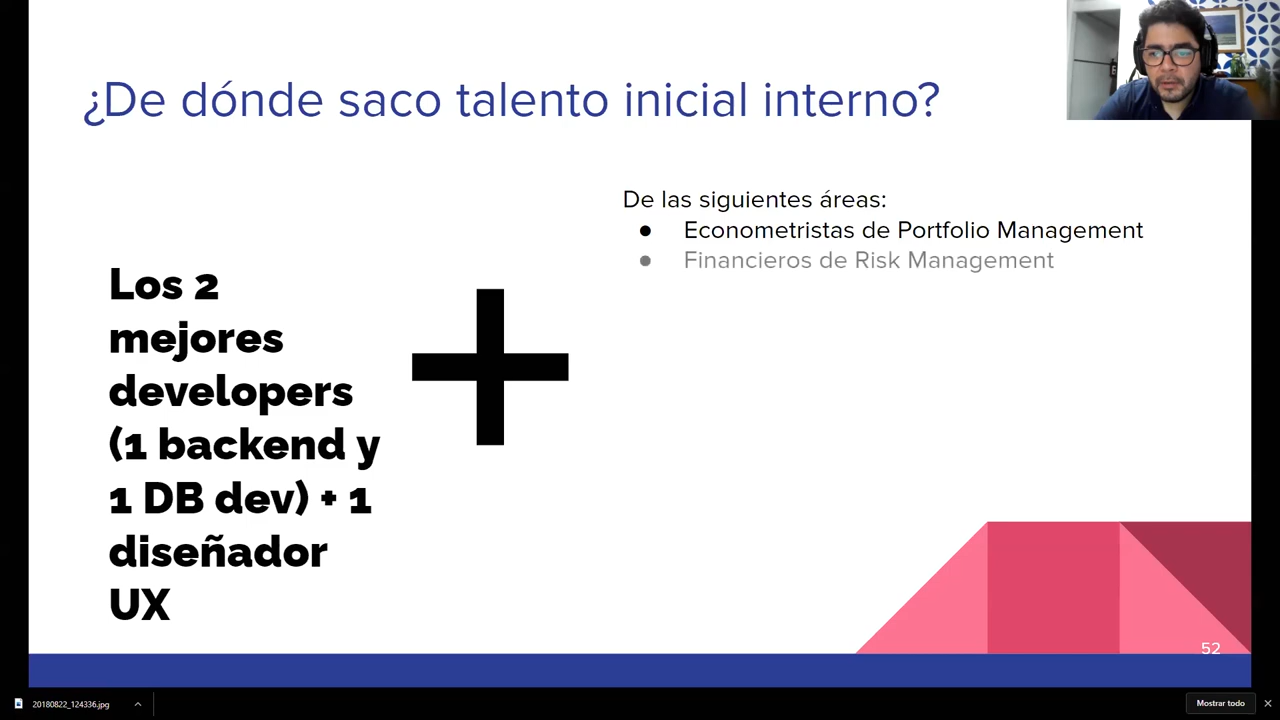 ¿De dónde saco talento inicial interno?
De las siguientes áreas:
● Econometristas de Portfolio Management
● Financieros de Risk Management
Los 2
mejores
developers
(1 backend y
1 DB dev) + 1
diseñador
UX
52
20180822_124336.jpg
Mostrar todo